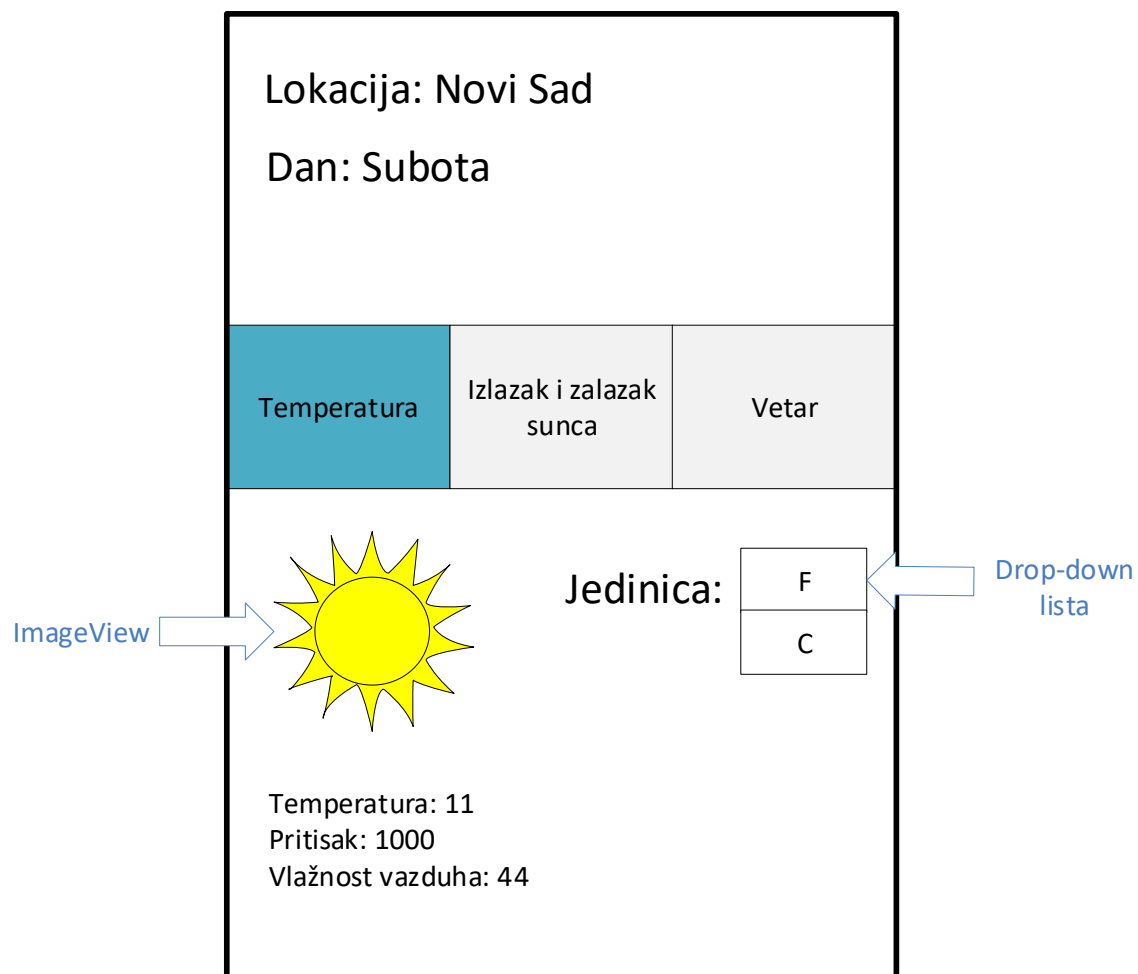 Lokacija: Novi Sad
Dan: Subota
Temperatura
Izlazak i zalazak
sunca
Vetar
ImageView
Jedinica:
F
C
Drop-down
lista
Temperatura: 11
Pritisak: 1000
Vlažnost vazduha: 44